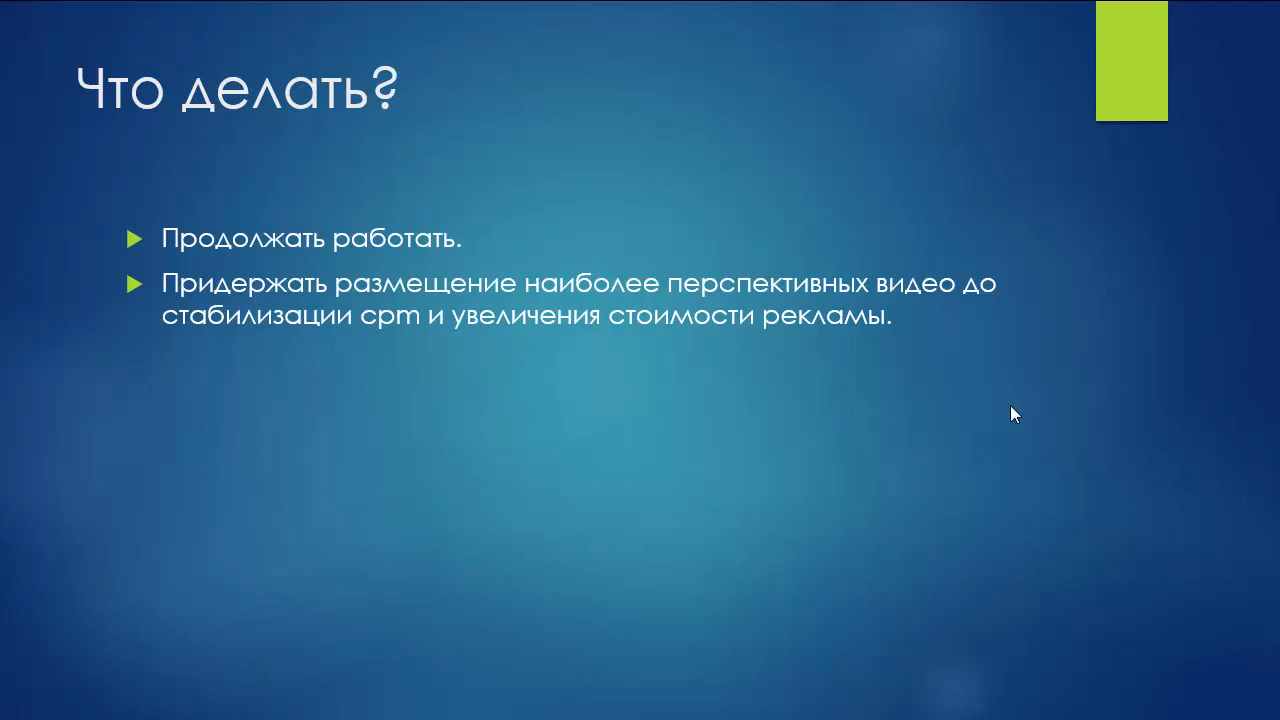 Что делать?
Продолжать работать.
Придержать размещение наиболее перспективных видео до
стабилизации cpm и увеличения стоимости рекламы.